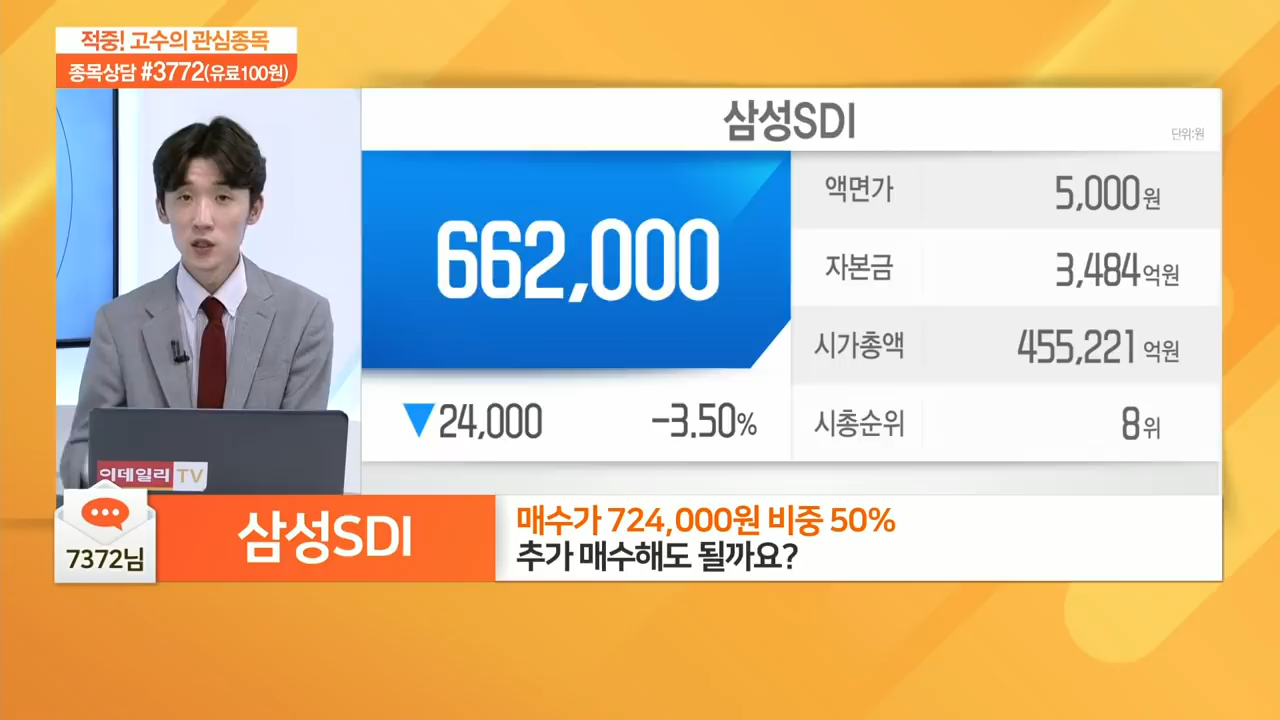 적중! 고수의 관심종목
종목상담 #3772(유료100원)
삼성SDI
단위:원
662,000
▼24,000 -3.50%
액면가 5,000원
자본금 3,484억원
시가총액 455,221억원
시총순위 8위
이데일리TV
7372님
삼성SDI
매수가 724,000원 비중 50%
추가 매수해도 될까요?